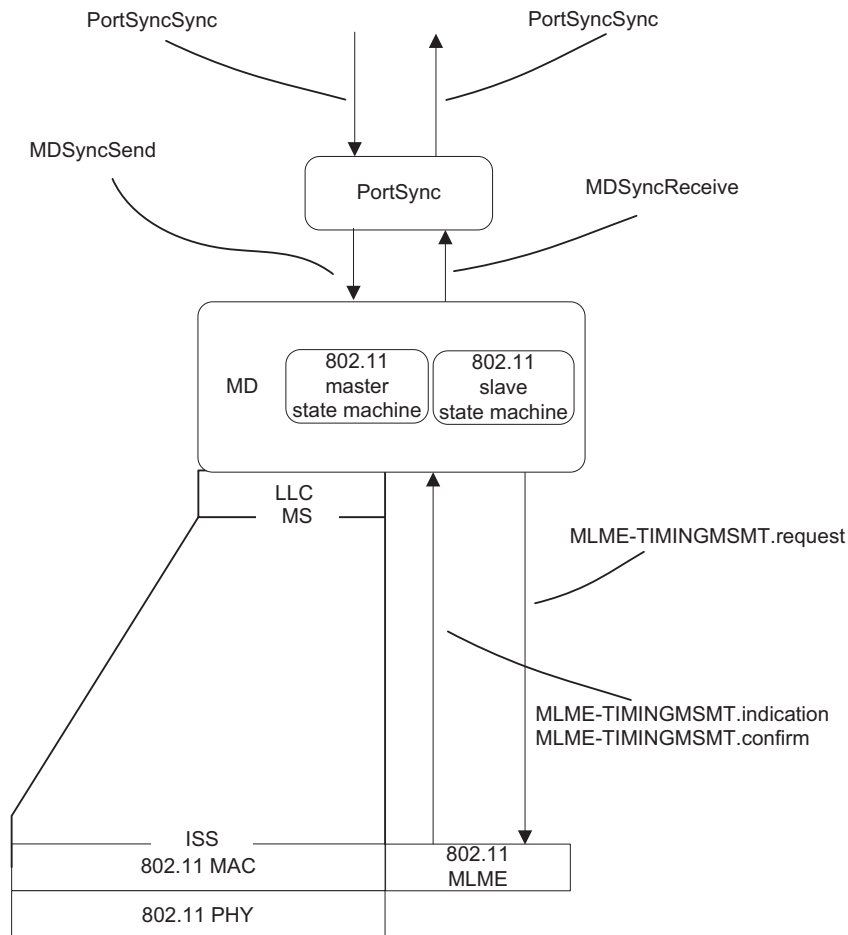 PortSyncSync
PortSyncSync
MDSyncSend
PortSync
MDSyncReceive
MD
802.11
master
state machine
802.11
slave
state machine
LLC
MS
MLME-TIMINGMSMT.request
MLME-TIMINGMSMT.indication
MLME-TIMINGMSMT.confirm
ISS
802.11 MAC
802.11
MLME
802.11 PHY